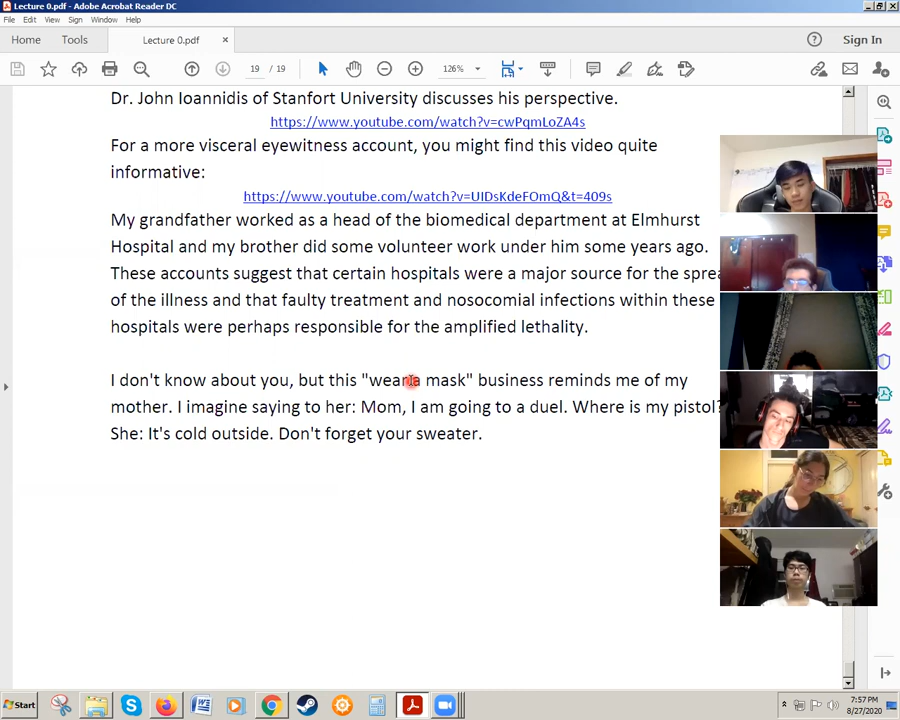 Lecture 0.pdf - Adobe Acrobat Reader DC
File Edit View Sign Window Help
Home Tools Lecture 0.pdf × Sign In
19 / 19 126%
Dr. John Ioannidis of Stanfort University discusses his perspective.
https://www.youtube.com/watch?v=cwPqmLoZA4s
For a more visceral eyewitness account, you might find this video quite
informative:
https://www.youtube.com/watch?v=UIDsKdeFOmQ&t=409s
My grandfather worked as a head of the biomedical department at Elmhurst
Hospital and my brother did some volunteer work under him some years ago.
These accounts suggest that certain hospitals were a major source for the sprea
of the illness and that faulty treatment and nosocomial infections within these
hospitals were perhaps responsible for the amplified lethality.
I don't know about you, but this "wear a mask" business reminds me of my
mother. I imagine saying to her: Mom, I am going to a duel. Where is my pistol?
She: It's cold outside. Don't forget your sweater.
Start
7:57 PM
8/27/2020